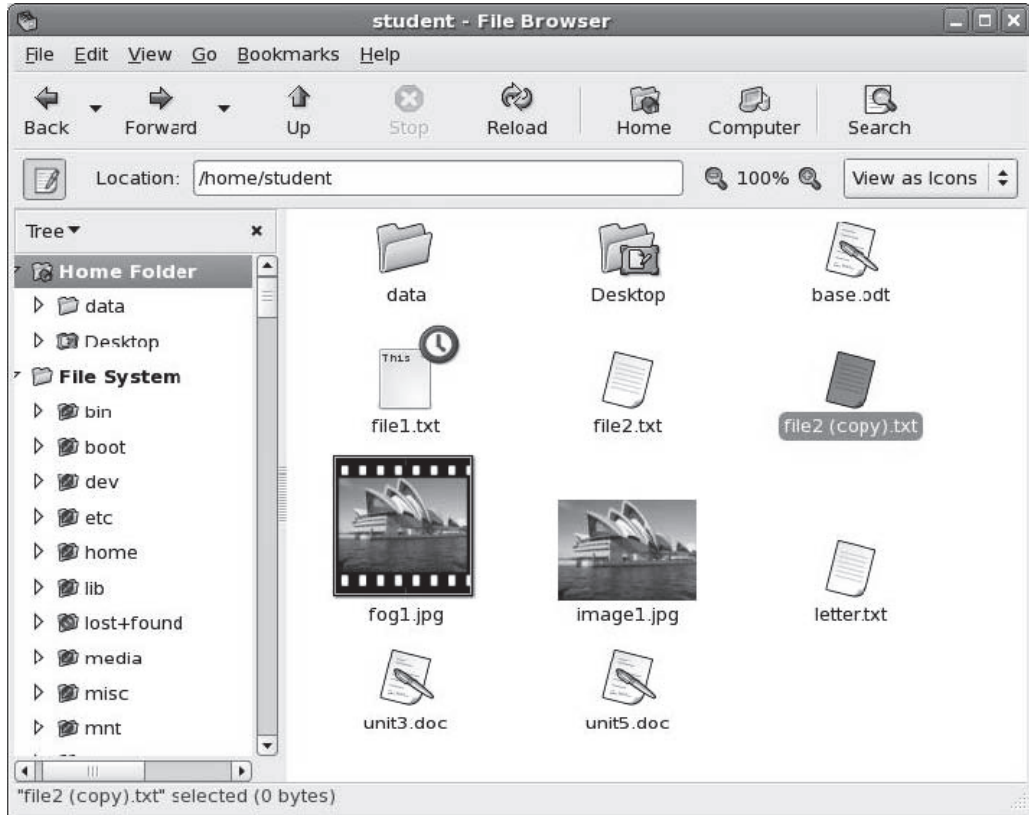 student - File Browser
File Edit View Go Bookmarks Help
Back Forward Up Stop Reload Home Computer Search
Location: /home/student 100% View as Icons
Tree
Home Folder
data
Desktop
File System
bin
boot
dev
etc
home
lib
lost+found
media
misc
mnt
data Desktop base.odt
This
file1.txt file2.txt file2 (copy).txt
fog1.jpg image1.jpg letter.txt
unit3.doc unit5.doc
"file2 (copy).txt" selected (0 bytes)